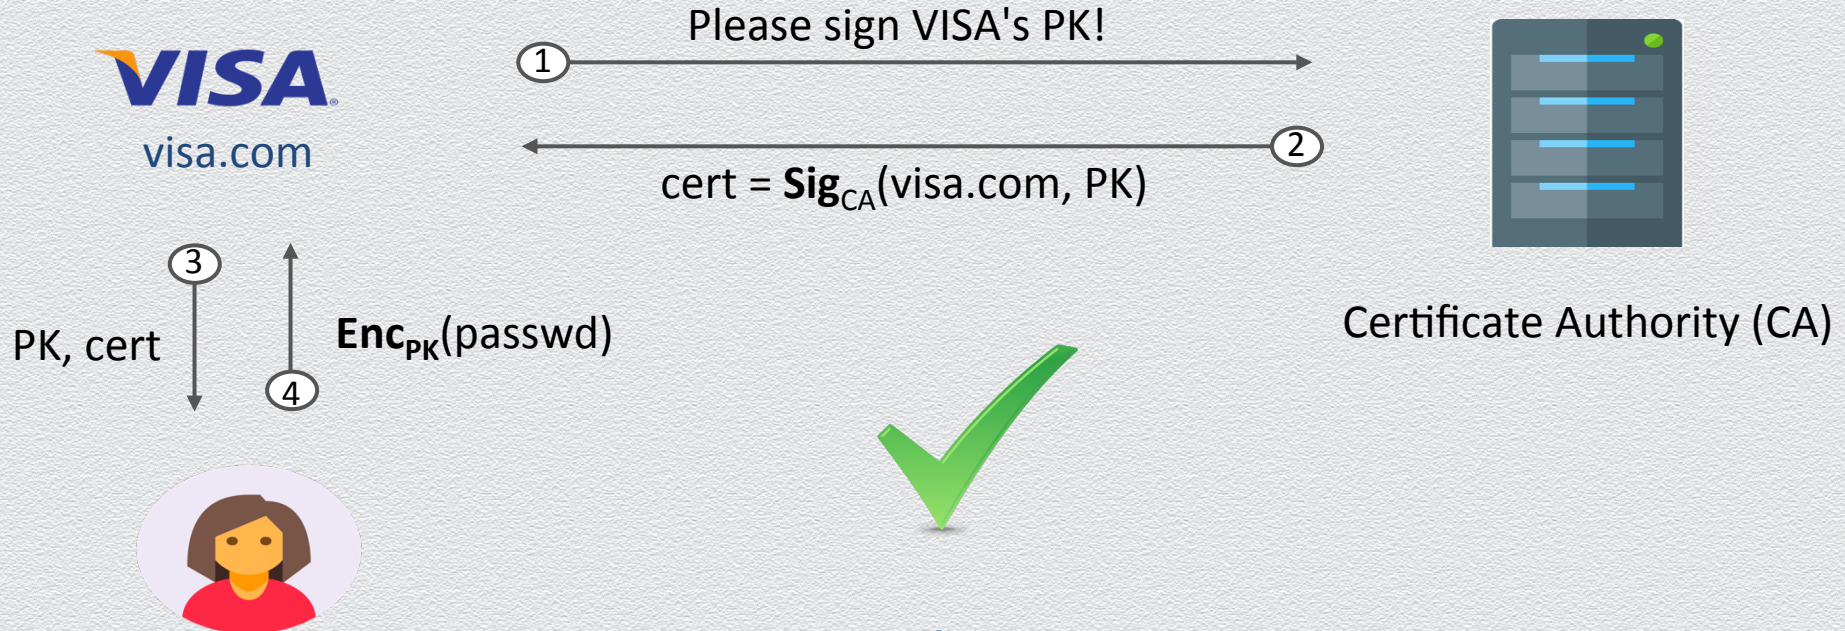 Please sign VISA's PK!
1
VISA
visa.com
2
cert = Sig_CA(visa.com, PK)
3
PK, cert
Enc_PK(passwd)
4
Certificate Authority (CA)